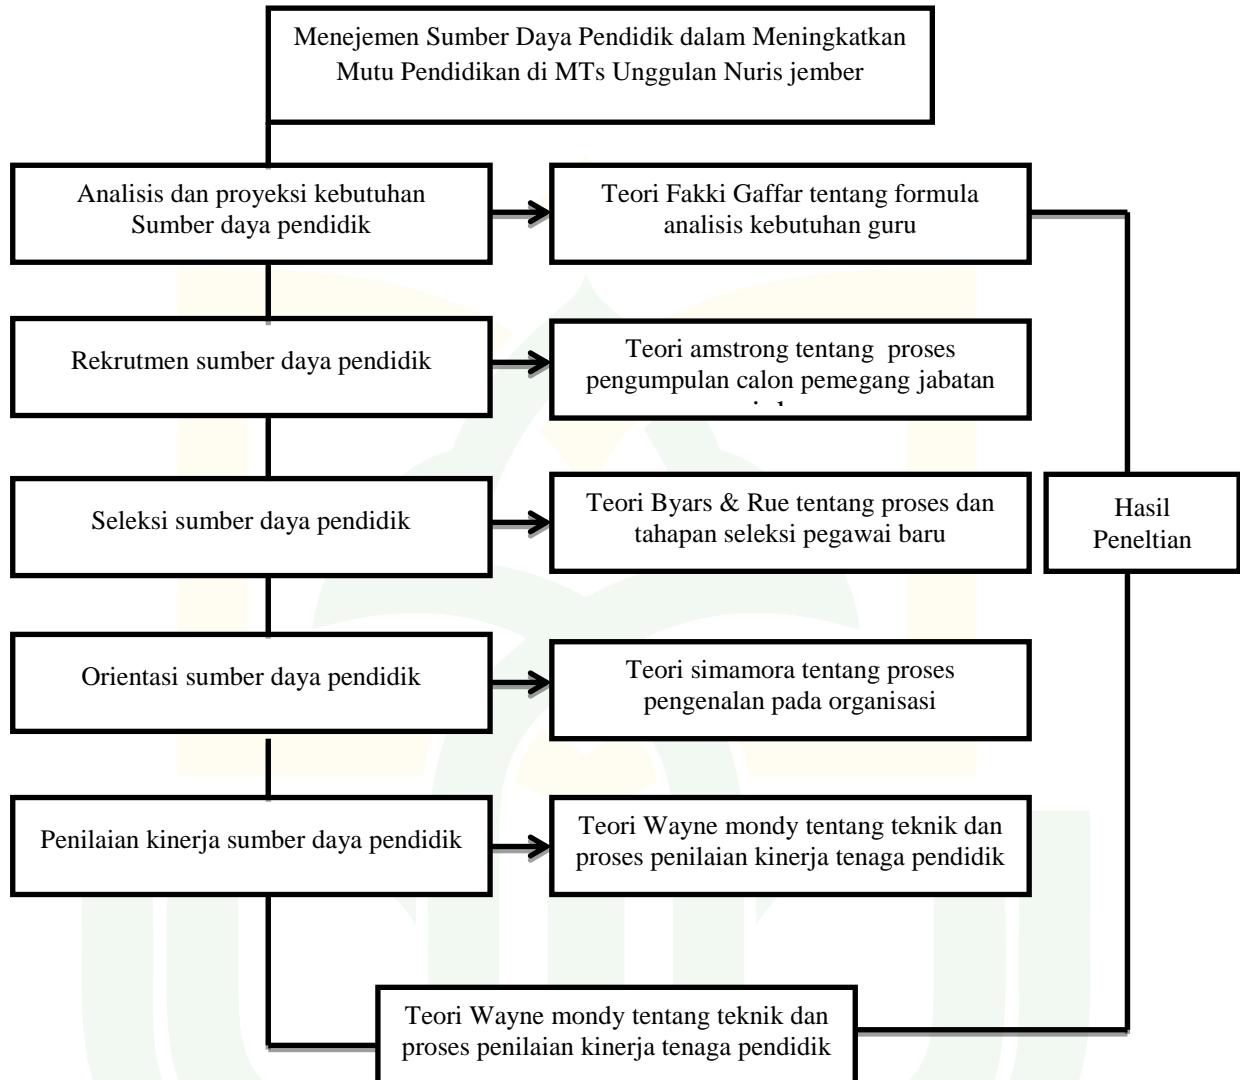 Menejemen Sumber Daya Pendidik dalam Meningkatkan
Mutu Pendidikan di MTs Unggulan Nuris jember
Analisis dan proyeksi kebutuhan
Sumber daya pendidik
Teori Fakki Gaffar tentang formula
analisis kebutuhan guru
Rekrutmen sumber daya pendidik
Teori amstrong tentang proses
pengumpulan calon pemegang jabatan
Seleksi sumber daya pendidik
Teori Byars & Rue tentang proses dan
tahapan seleksi pegawai baru
Hasil
Peneltian
Orientasi sumber daya pendidik
Teori simamora tentang proses
pengenalan pada organisasi
Penilaian kinerja sumber daya pendidik
Teori Wayne mondy tentang teknik dan
proses penilaian kinerja tenaga pendidik
Teori Wayne mondy tentang teknik dan
proses penilaian kinerja tenaga pendidik